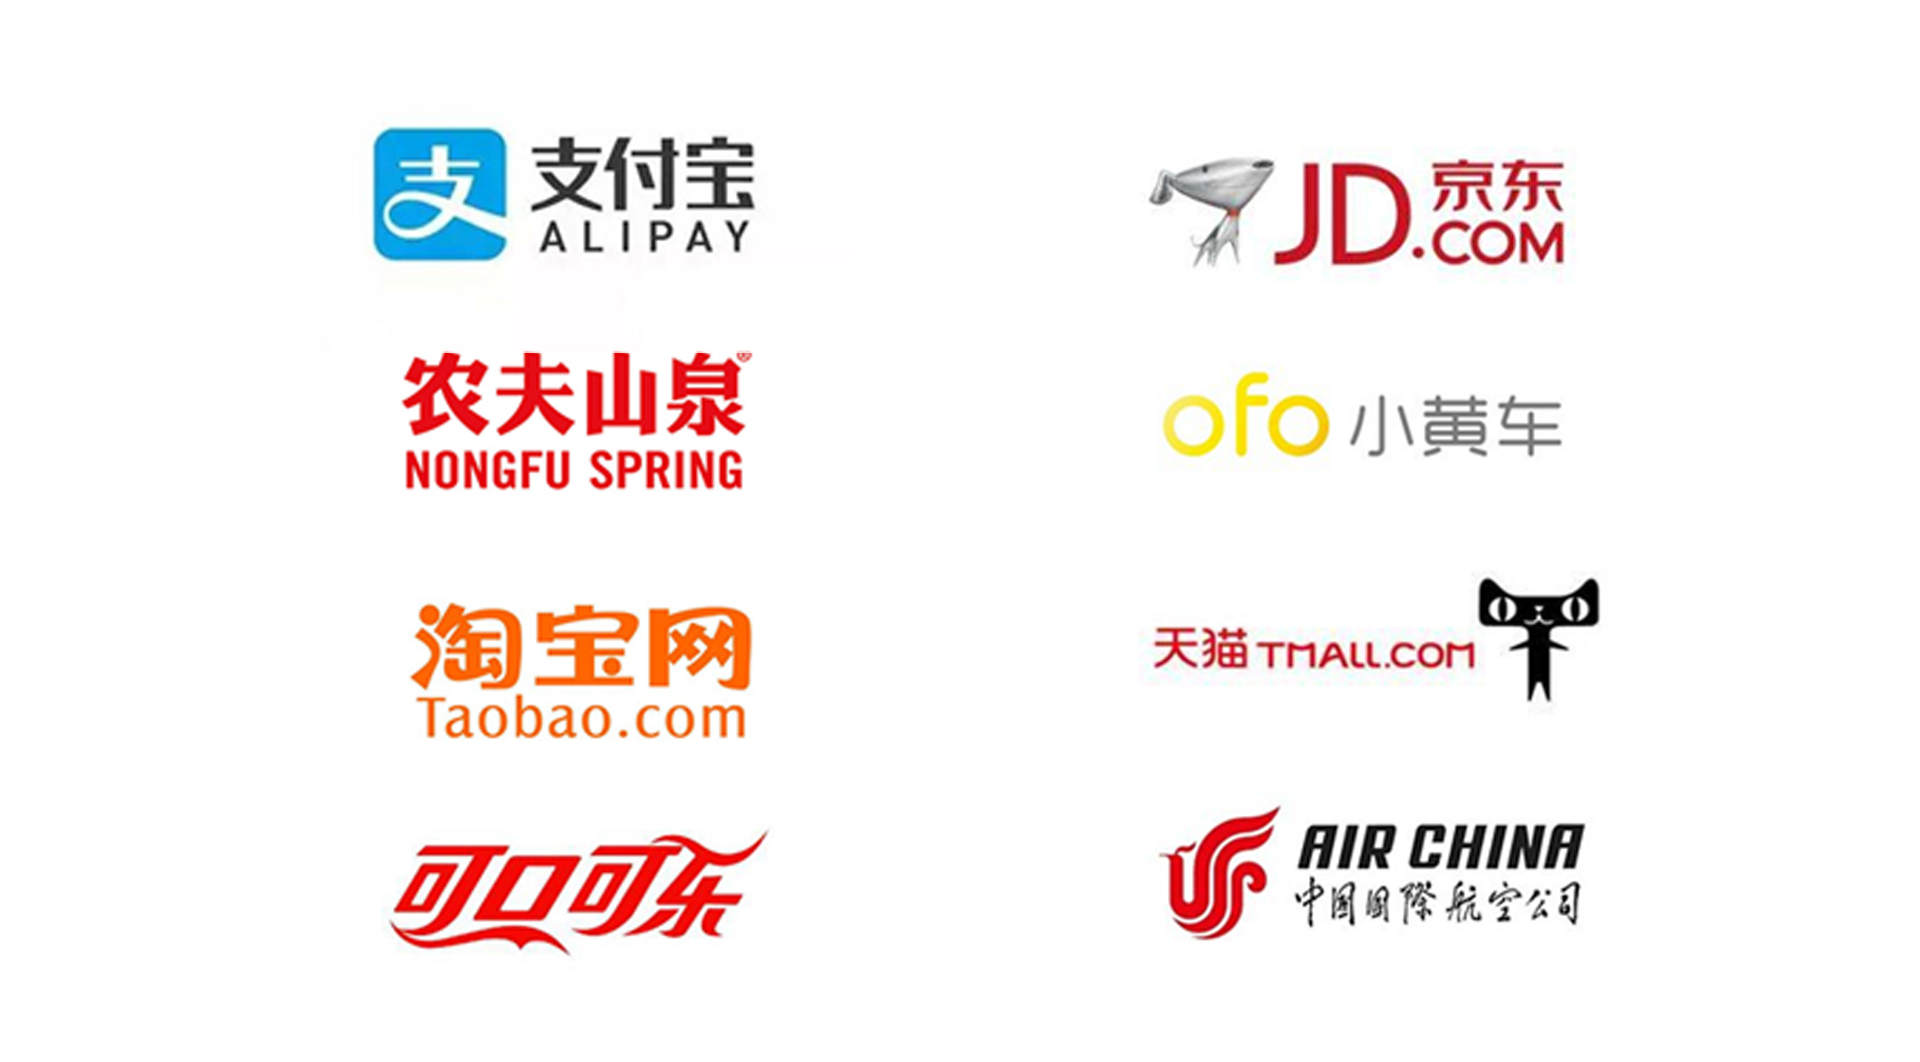 支付宝
ALIPAY
京东
JD.COM
农夫山泉
NONGFU SPRING
ofo 小黄车
淘宝网
Taobao.com
天猫 TMALL.COM
可口可乐
AIR CHINA
中国国際航空公司